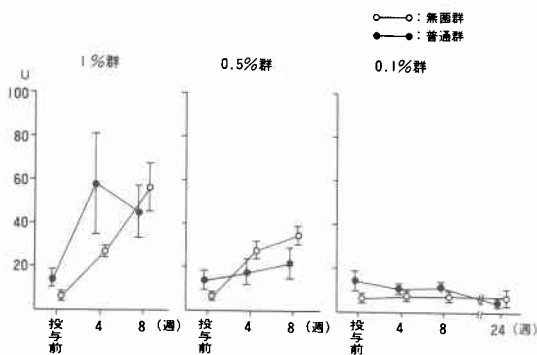 ○—○：無菌群
●—●：普通群
1％群
0.5％群
0.1％群
U
100
80
60
40
20
投与前 4 8 (週)
投与前 4 8 (週)
投与前 4 8 24 (週)